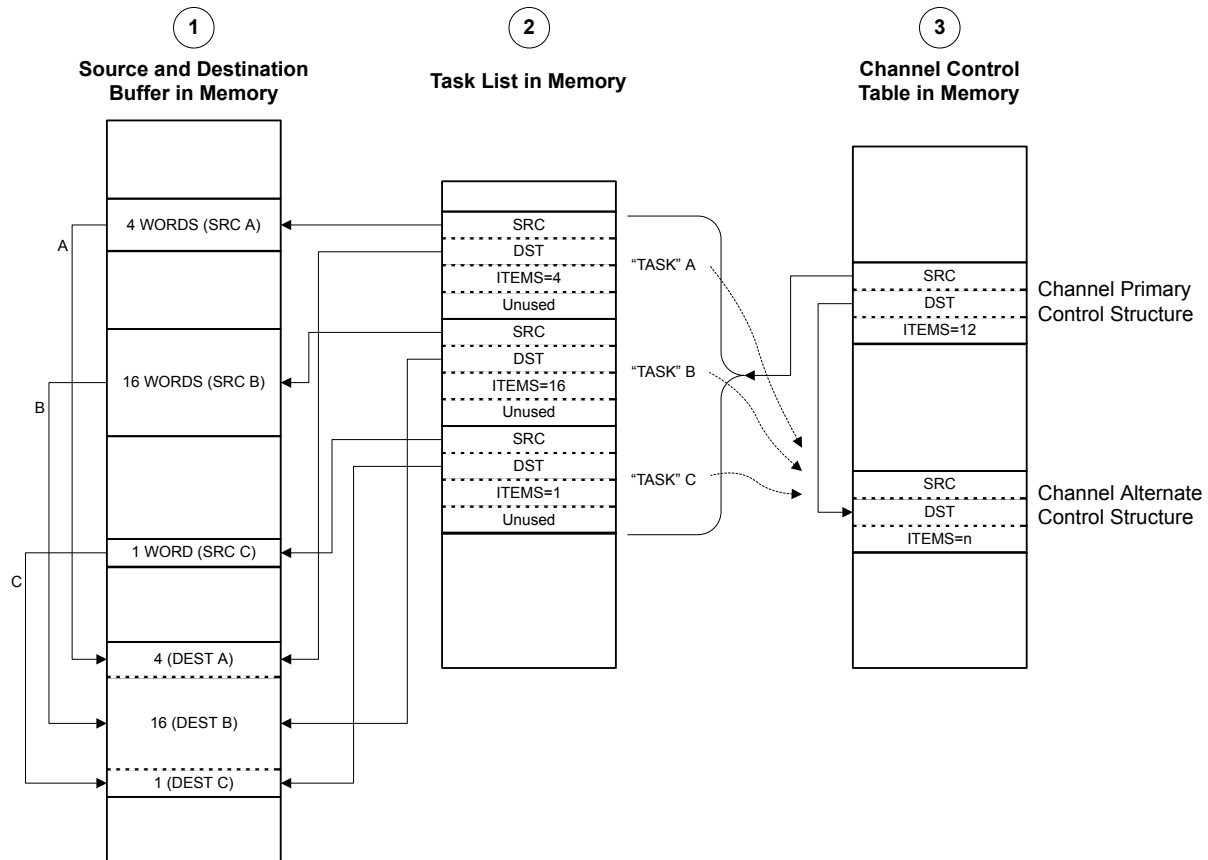 1
2
3
Source and Destination
Buffer in Memory
Task List in Memory
Channel Control
Table in Memory
4 WORDS (SRC A)
A
16 WORDS (SRC B)
B
1 WORD (SRC C)
C
4 (DEST A)
16 (DEST B)
1 (DEST C)
SRC
DST
ITEMS=4
Unused
SRC
DST
ITEMS=16
Unused
SRC
DST
ITEMS=1
Unused
“TASK” A
“TASK” B
“TASK” C
SRC
DST
ITEMS=12
Channel Primary
Control Structure
SRC
DST
ITEMS=n
Channel Alternate
Control Structure